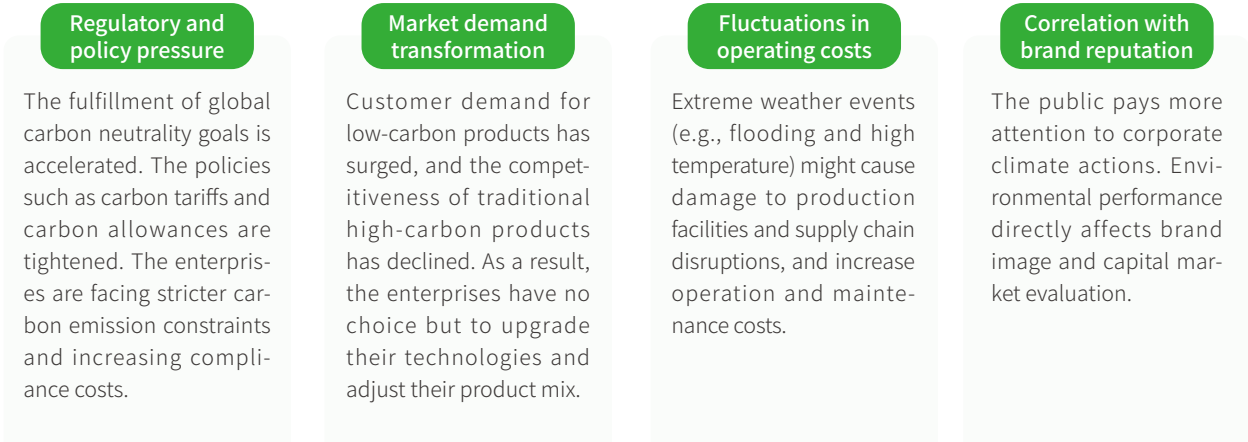 Regulatory and
policy pressure
The fulfillment of global
carbon neutrality goals is
accelerated. The policies
such as carbon tariffs and
carbon allowances are
tightened. The enterpris-
es are facing stricter car-
bon emission constraints
and increasing compli-
ance costs.
Market demand
transformation
Customer demand for
low-carbon products has
surged, and the compet-
itiveness of traditional
high-carbon products
has declined. As a result,
the enterprises have no
choice but to upgrade
their technologies and
adjust their product mix.
Fluctuations in
operating costs
Extreme weather events
(e.g., flooding and high
temperature) might cause
damage to production
facilities and supply chain
disruptions, and increase
operation and mainte-
nance costs.
Correlation with
brand reputation
The public pays more
attention to corporate
climate actions. Envi-
ronmental performance
directly affects brand
image and capital mar-
ket evaluation.